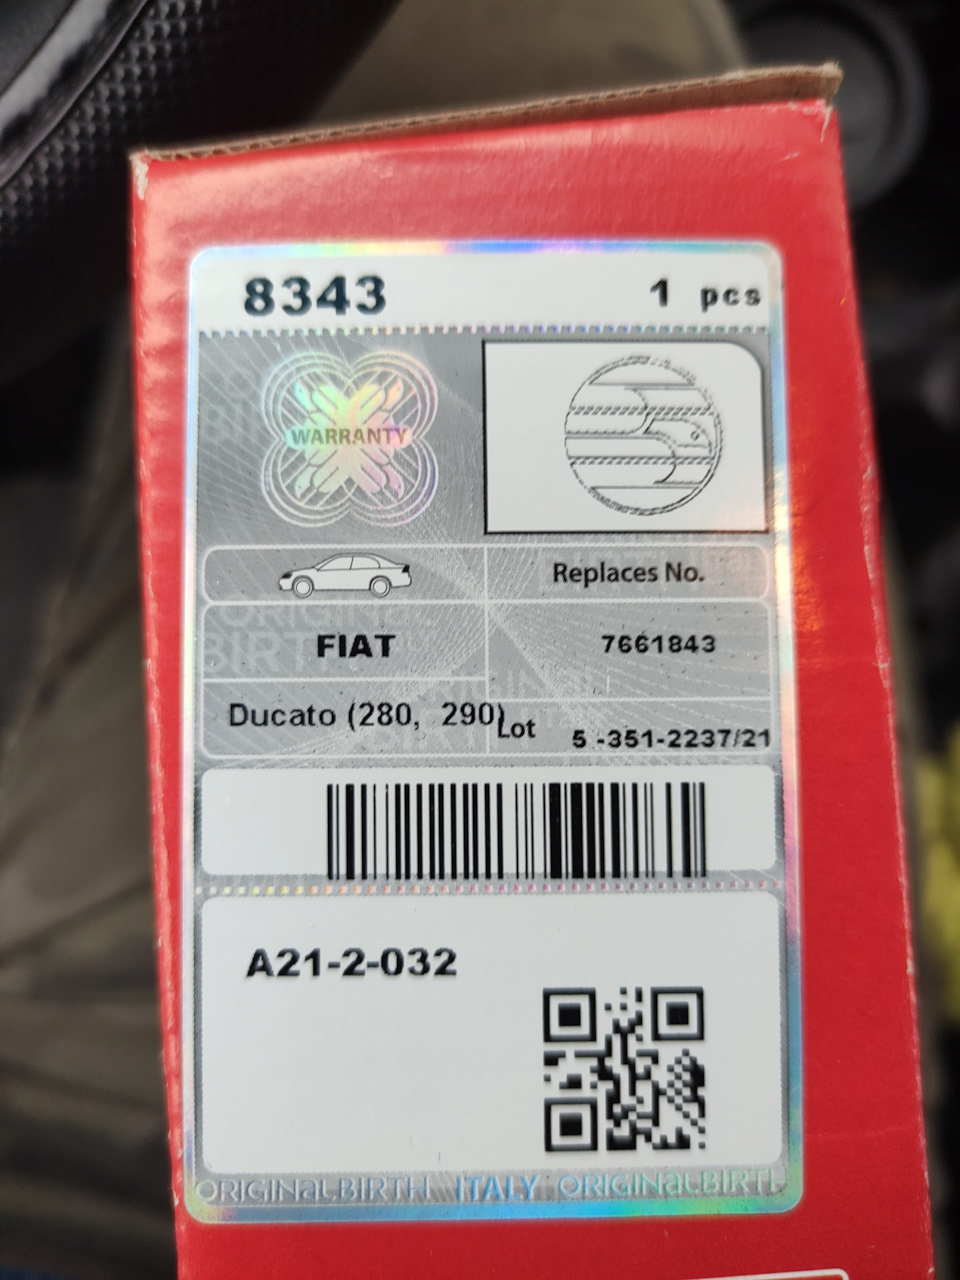 8343 1 pcs
WARRANTY
Replaces No.
FIAT 7661843
Ducato (280, 290)
Lot 5 -351-2237/21
A21-2-032
ORIGINALBIRTH ITALY ORIGINALBIRTH